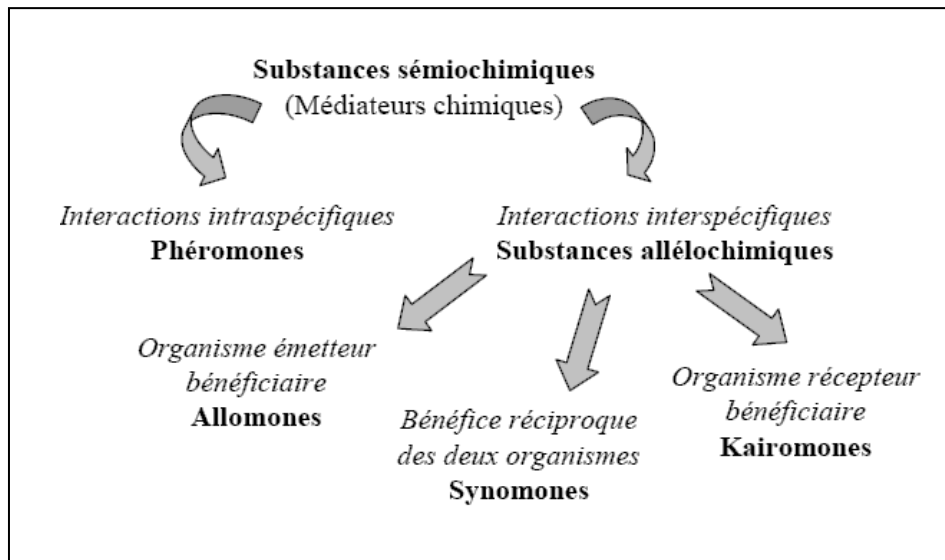 Substances sémiochimiques
(Médiateurs chimiques)
Interactions intraspécifiques
Phéromones
Interactions interspécifiques
Substances allélochimiques
Organisme émetteur
bénéficiaire
Allomones
Bénéfice réciproque
des deux organismes
Synomones
Organisme récepteur
bénéficiaire
Kairomones